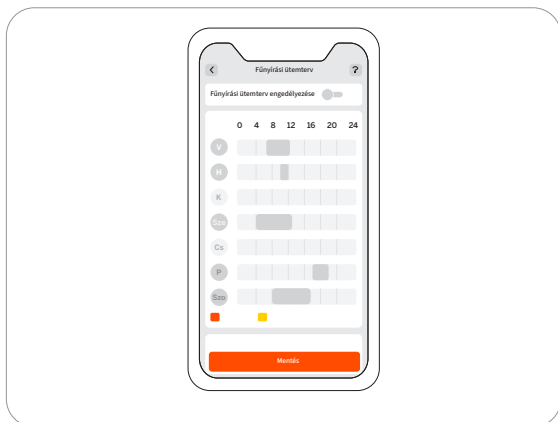 Fűnyírási ütemterv
?
Fűnyírási ütemterv engedélyezése
0 4 8 12 16 20 24
V
H
K
Sze
Cs
P
Szo
Mentés